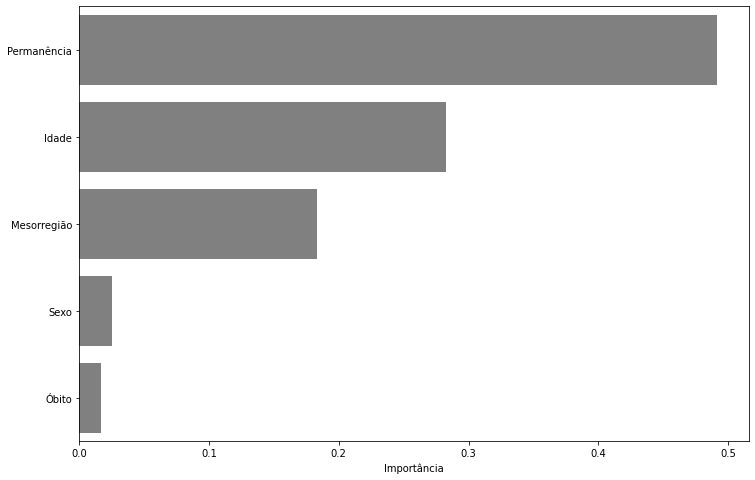 Permanência
Idade
Mesorregião
Sexo
Óbito
0.0 0.1 0.2 0.3 0.4 0.5
Importância